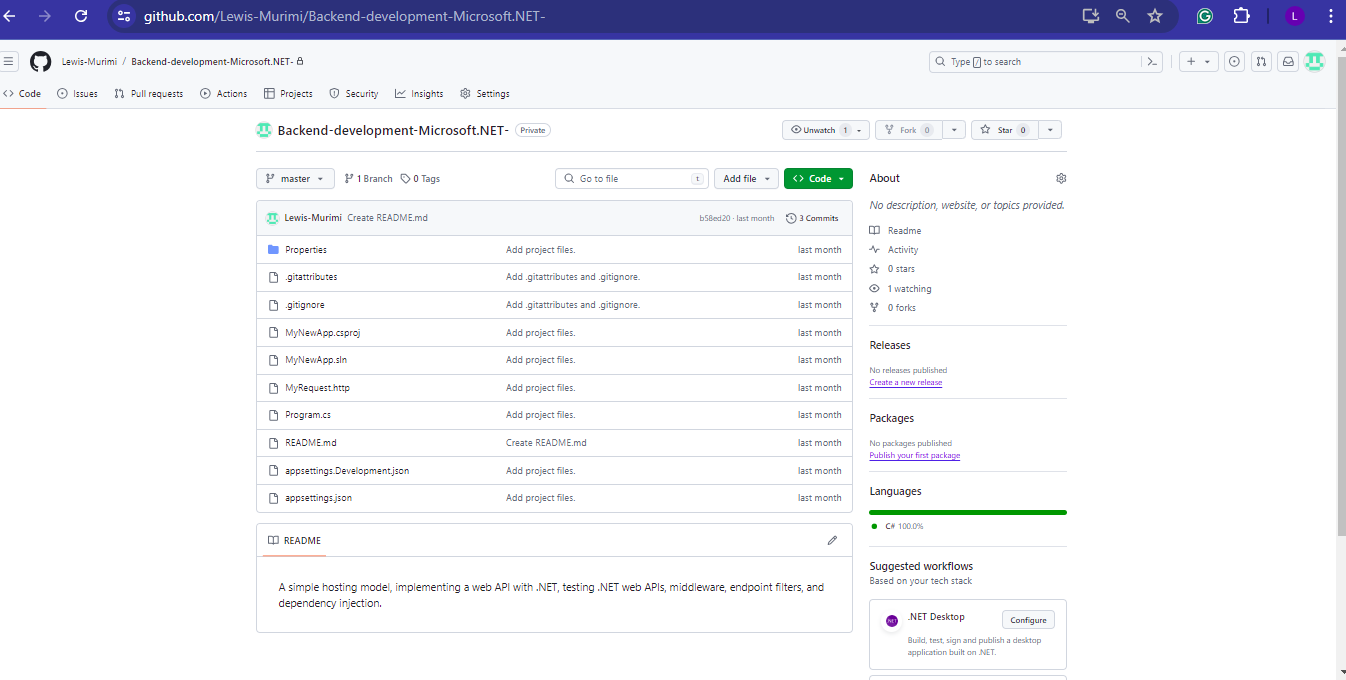 github.com/Lewis-Murimi/Backend-development-Microsoft.NET-
L
Lewis-Murimi / Backend-development-Microsoft.NET-
Type / to search
Code Issues Pull requests Actions Projects Security Insights Settings
Backend-development-Microsoft.NET- Private
Unwatch 1 Fork 0 Star 0
master 1 Branch 0 Tags Go to file t Add file Code
Lewis-Murimi Create README.md b58ed20 · last month 3 Commits
Properties Add project files. last month
.gitattributes Add .gitattributes and .gitignore. last month
.gitignore Add .gitattributes and .gitignore. last month
MyNewApp.csproj Add project files. last month
MyNewApp.sln Add project files. last month
MyRequest.http Add project files. last month
Program.cs Add project files. last month
README.md Create README.md last month
appsettings.Development.json Add project files. last month
appsettings.json Add project files. last month
README
A simple hosting model, implementing a web API with .NET, testing .NET web APIs, middleware, endpoint filters, and
dependency injection.
About
No description, website, or topics provided.
Readme
Activity
0 stars
1 watching
0 forks
Releases
No releases published
Create a new release
Packages
No packages published
Publish your first package
Languages
C# 100.0%
Suggested workflows
Based on your tech stack
NET .NET Desktop Configure
Build, test, sign and publish a desktop
application built on .NET.